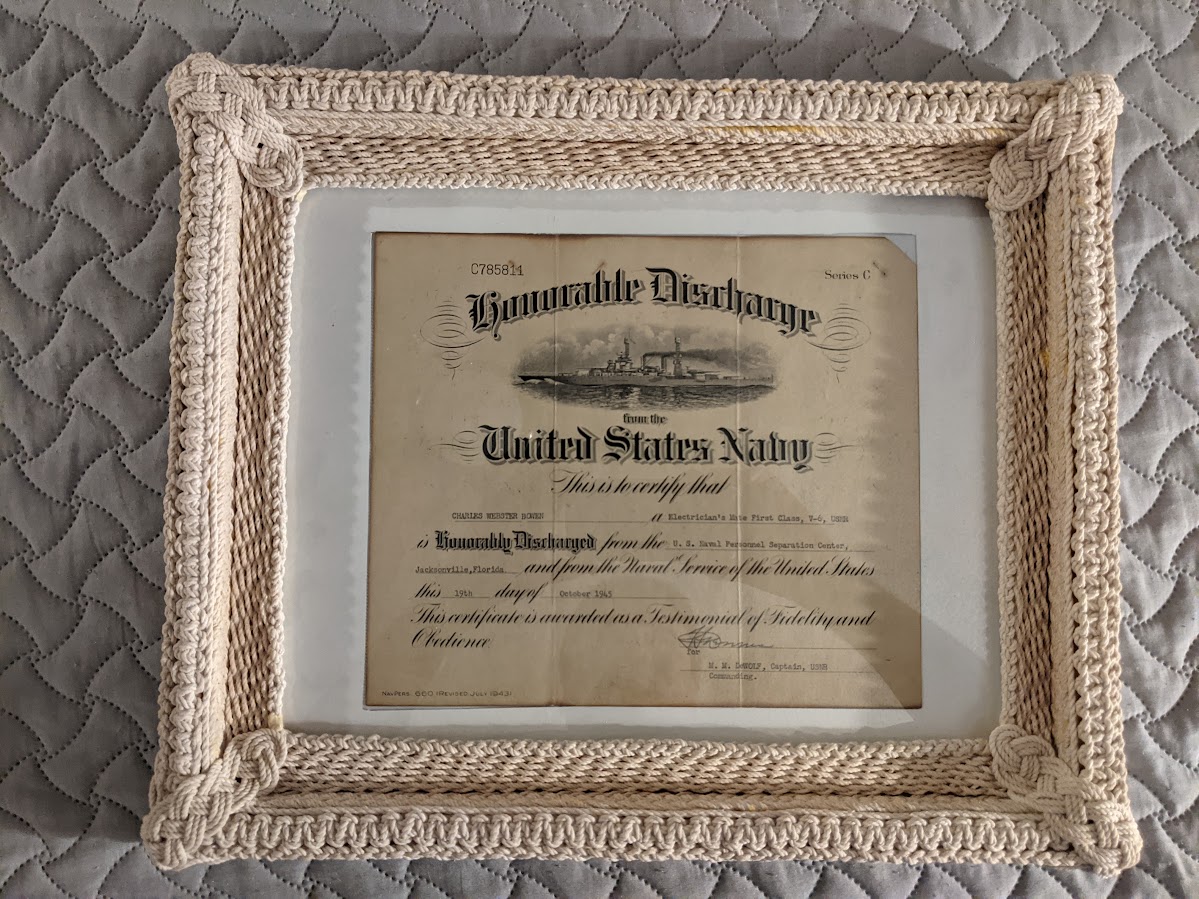 C785811
Series C
Honorable Discharge
from the
United States Navy
This is to certify that
CHARLES WEBSTER BOWEN a Electrician's Mate First Class, V-6, USNR
is Honorably Discharged from the U. S. Naval Personnel Separation Center,
Jacksonville,Florida and from the Naval Service of the United States
this 19th day of October 1945
This certificate is awarded as a Testimonial of Fidelity and
Obedience.
for
M. M. DeWOLF, Captain, USNR
Commanding.
NavPers. 660 (Revised July 1943)